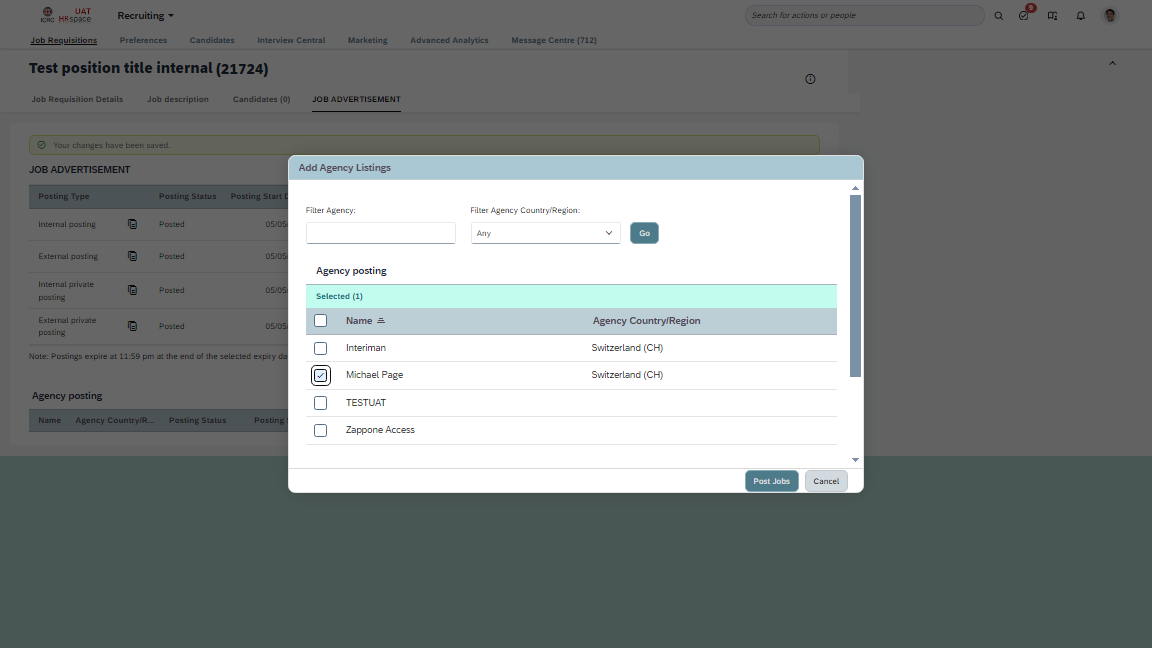 UAT
ICRC HR space
Recruiting
Search for actions or people
9
Job Requisitions Preferences Candidates Interview Central Marketing Advanced Analytics Message Centre (712)
Test position title internal (21724)
Job Requisition Details Job description Candidates (0) JOB ADVERTISEMENT
Your changes have been saved.
JOB ADVERTISEMENT
Posting Type Posting Status Posting Start D
Internal posting Posted 05/05/
External posting Posted 05/05/
Internal private
posting Posted 05/05/
External private
posting Posted 05/05/
Note: Postings expire at 11:59 pm at the end of the selected expiry da
Agency posting
Name Agency Country/R... Posting Status Posting
Add Agency Listings
Filter Agency: Filter Agency Country/Region:
Any Go
Agency posting
Selected (1)
Name Agency Country/Region
Interiman Switzerland (CH)
Michael Page Switzerland (CH)
TESTUAT
Zappone Access
Post Jobs Cancel